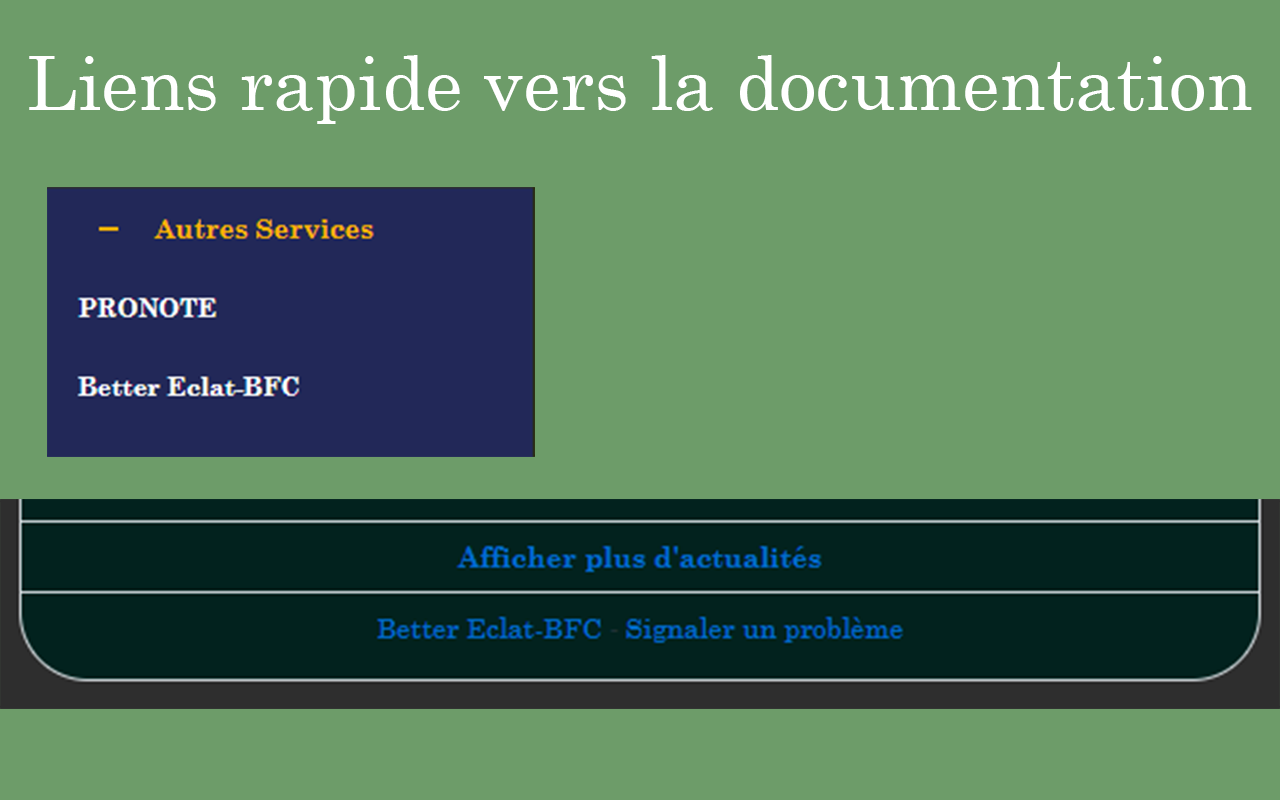 Liens rapide vers la documentation
− Autres Services
PRONOTE
Better Eclat-BFC
Afficher plus d'actualités
Better Eclat-BFC - Signaler un problème